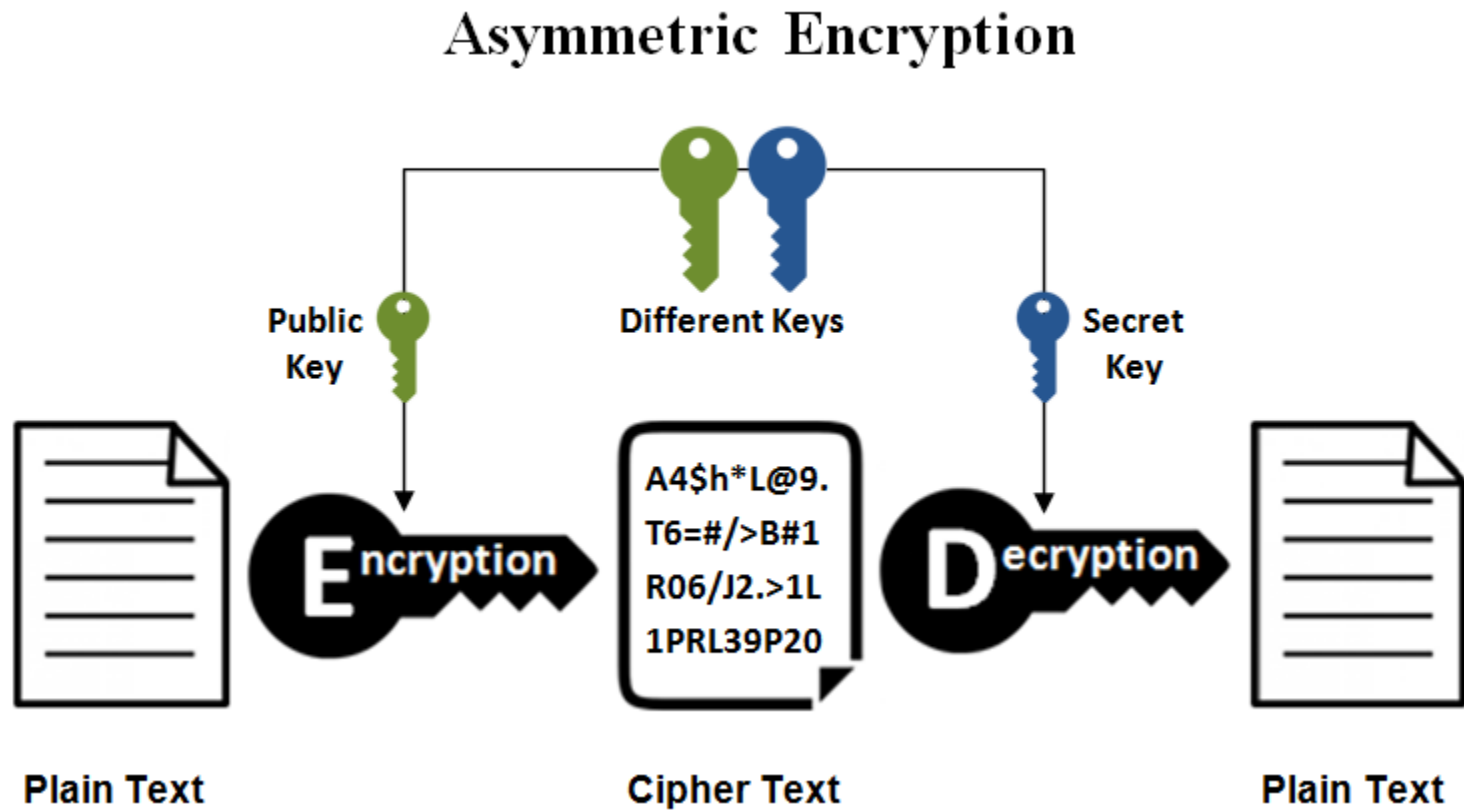 Asymmetric Encryption
Public
Key
Different Keys
Secret
Key
Encryption
A4$h*L@9.
T6=#/>B#1
R06/J2.>1L
1PRL39P20
Decryption
Plain Text
Cipher Text
Plain Text